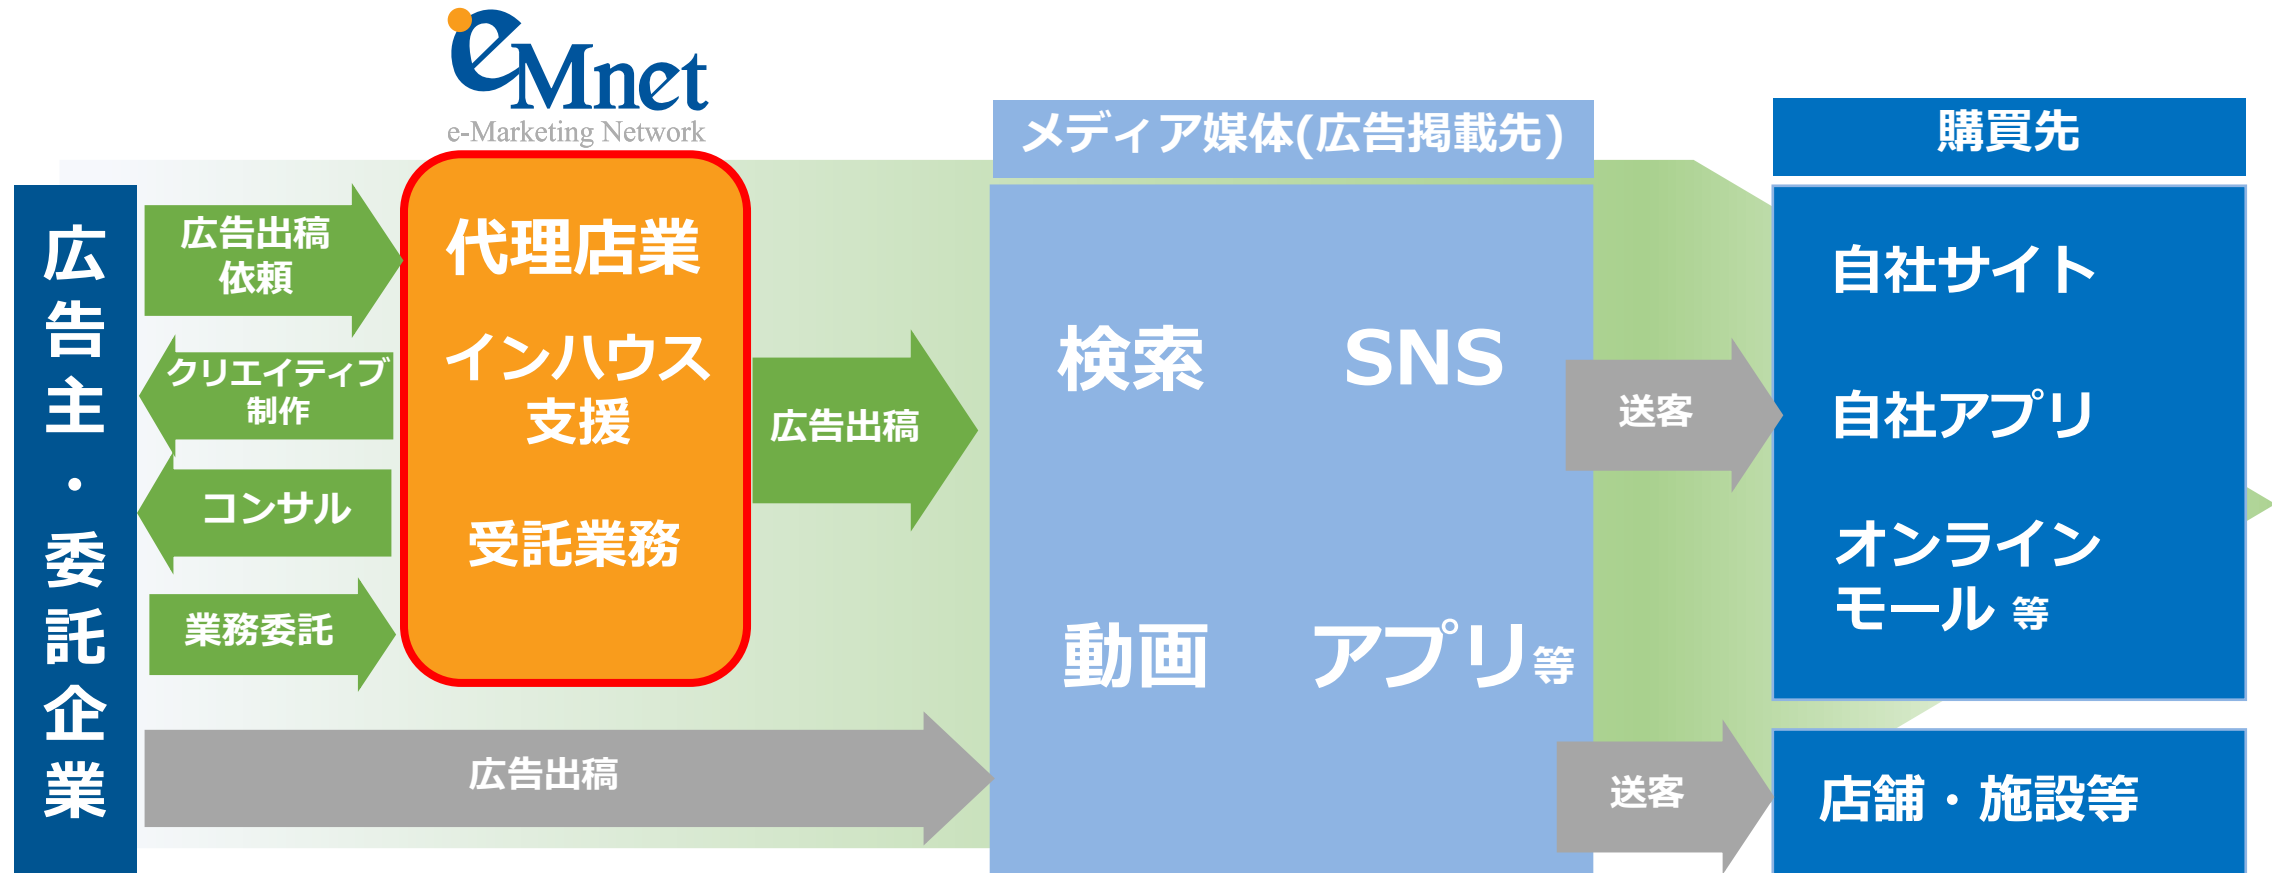 eMnet
e-Marketing Network
広告主・委託企業
広告出稿
依頼
クリエイティブ
制作
コンサル
業務委託
代理店業
インハウス
支援
受託業務
広告出稿
広告出稿
メディア媒体(広告掲載先)
検索 SNS
動画 アプリ等
送客
送客
購買先
自社サイト
自社アプリ
オンライン
モール 等
店舗・施設等